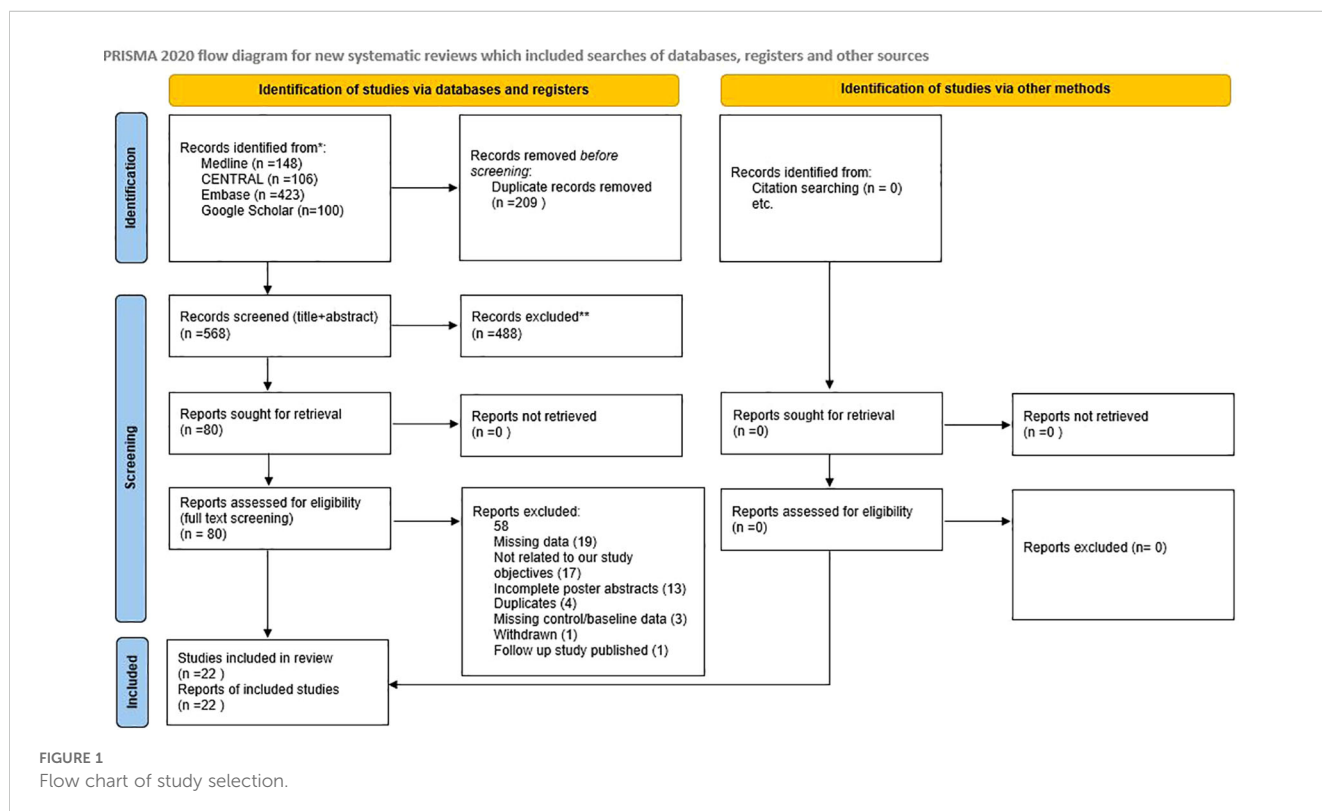 PRISMA 2020 flow diagram for new systematic reviews which included searches of databases, registers and other sources
Identification of studies via databases and registers
Identification of studies via other methods
Identification
Records identified from*:
Medline (n =148)
CENTRAL (n =106)
Embase (n =423)
Google Scholar (n=100)
Records removed before
screening:
Duplicate records removed
(n =209 )
Records identified from:
Citation searching (n = 0)
etc.
Screening
Records screened (title+abstract)
(n =568)
Records excluded**
(n =488)
Reports sought for retrieval
(n =80)
Reports not retrieved
(n =0 )
Reports sought for retrieval
(n =0)
Reports not retrieved
(n =0 )
Reports assessed for eligibility
(full text screening)
(n = 80)
Reports excluded:
58
Missing data (19)
Not related to our study
objectives (17)
Incomplete poster abstracts (13)
Duplicates (4)
Missing control/baseline data (3)
Withdrawn (1)
Follow up study published (1)
Reports assessed for eligibility
(n =0)
Reports excluded (n= 0)
Included
Studies included in review
(n =22 )
Reports of included studies
(n =22 )
FIGURE 1
Flow chart of study selection.